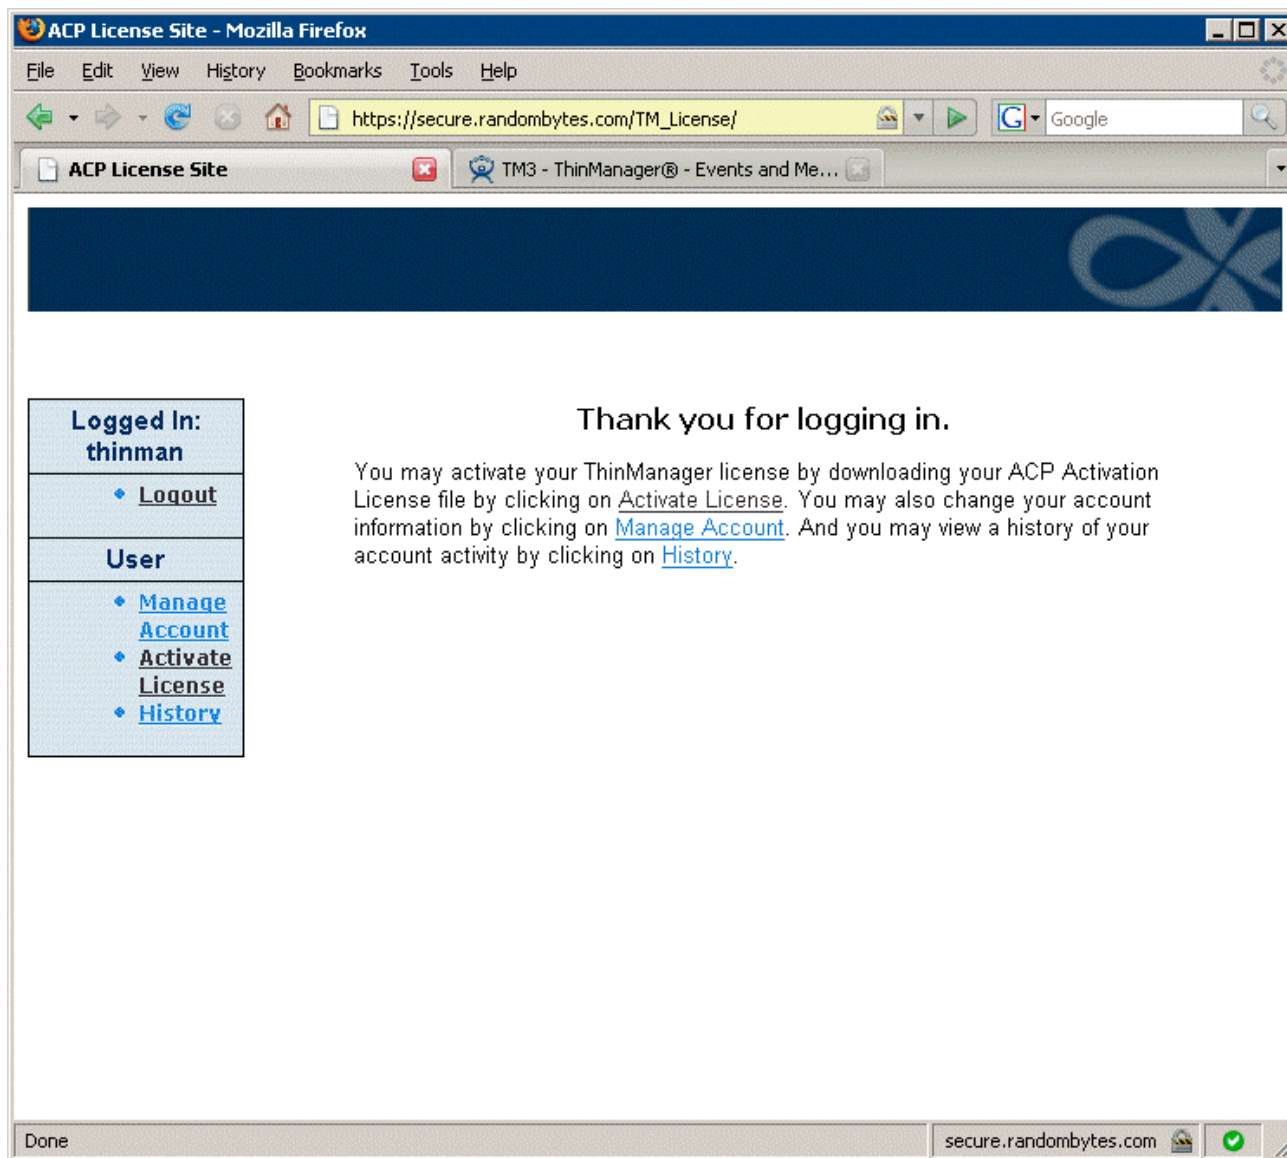 ACP License Site - Mozilla Firefox
File Edit View History Bookmarks Tools Help
https://secure.randombytes.com/TM_License/
G Google
ACP License Site
TM3 - ThinManager® - Events and Me...
Logged In:
thinman
Logout
User
Manage
Account
Activate
License
History
Thank you for logging in.
You may activate your ThinManager license by downloading your ACP Activation
License file by clicking on Activate License. You may also change your account
information by clicking on Manage Account. And you may view a history of your
account activity by clicking on History.
Done
secure.randombytes.com